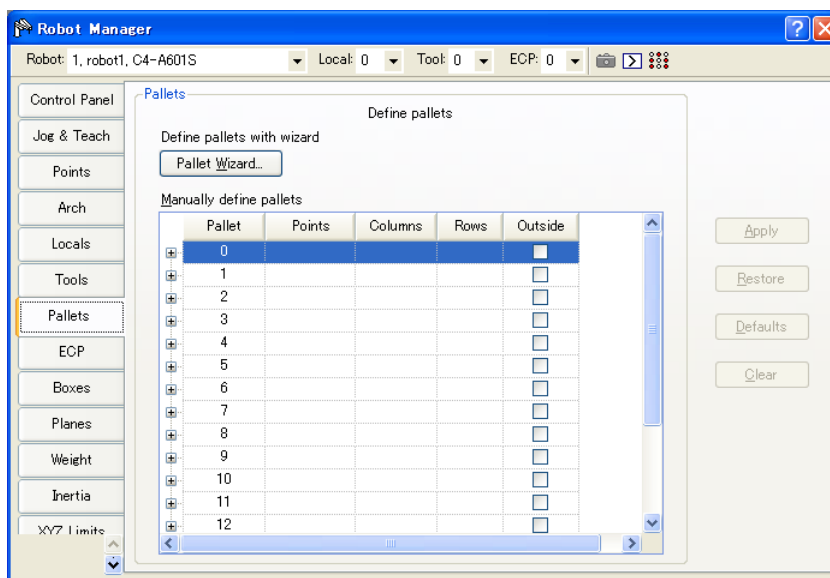 Robot Manager
Robot: 1, robot1, C4-A601S Local: 0 Tool: 0 ECP: 0
Control Panel
Jog & Teach
Points
Arch
Locals
Tools
Pallets
ECP
Boxes
Planes
Weight
Inertia
XYZ Limits
Pallets
Define pallets
Define pallets with wizard
Pallet Wizard...
Manually define pallets
Pallet Points Columns Rows Outside
0
1
2
3
4
5
6
7
8
9
10
11
12
Apply
Restore
Defaults
Clear